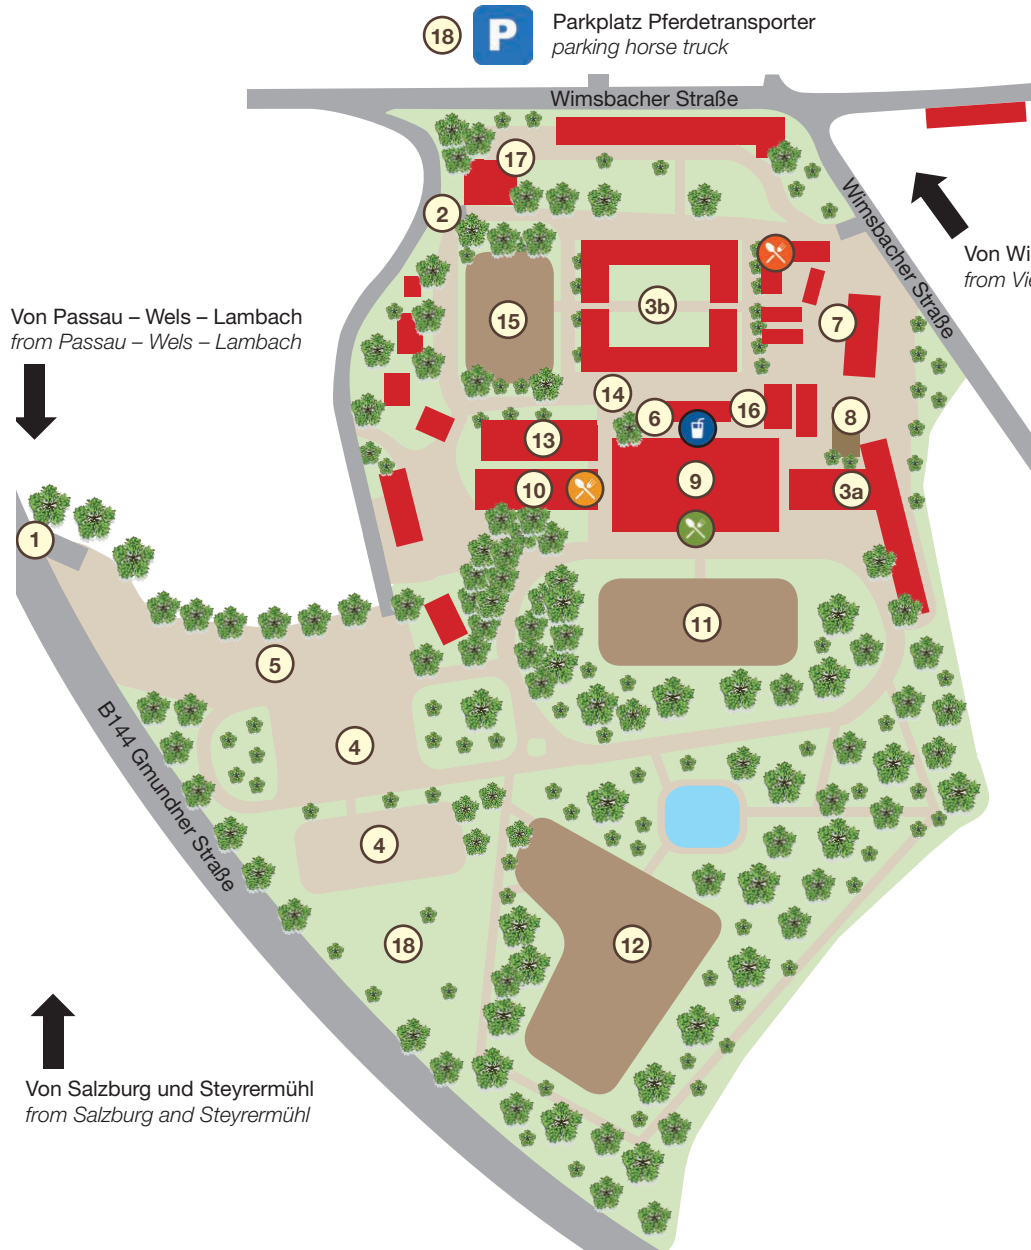 18 P Parkplatz Pferdetransporter
parking horse truck
Wimsbacher Straße
17
2
Wimsbacher Straße
Von Wi
from Vie
3b
15
7
Von Passau – Wels – Lambach
from Passau – Wels – Lambach
14
6
16
8
13
9
10
3a
1
11
5
4
B144 Gmundner Straße
4
18
12
Von Salzburg und Steyrermühl
from Salzburg and Steyrermühl